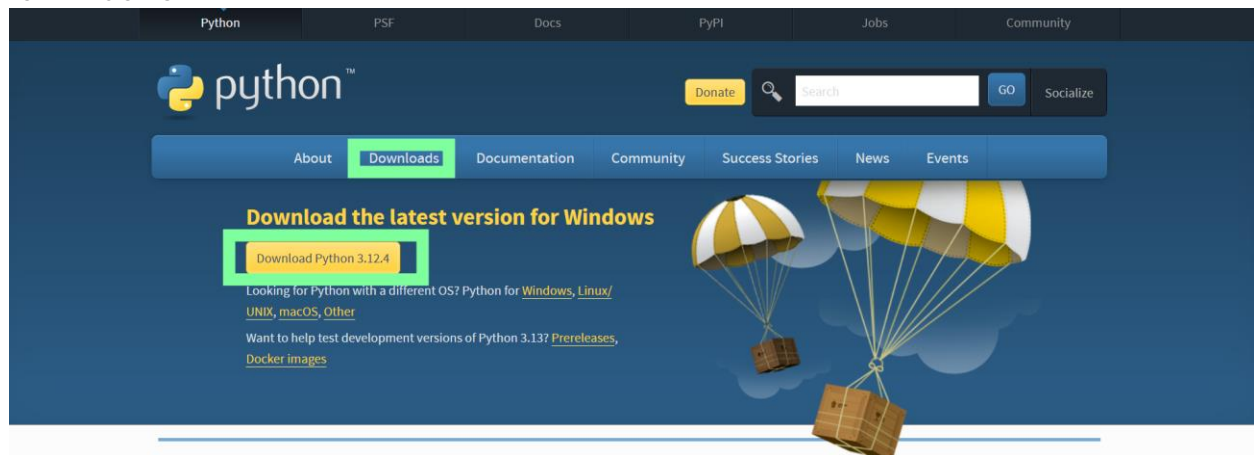 Python PSF Docs PyPI Jobs Community
python™
Donate Search GO Socialize
About Downloads Documentation Community Success Stories News Events
Download the latest version for Windows
Download Python 3.12.4
Looking for Python with a different OS? Python for Windows, Linux/
UNIX, macOS, Other
Want to help test development versions of Python 3.13? Prereleases,
Docker images